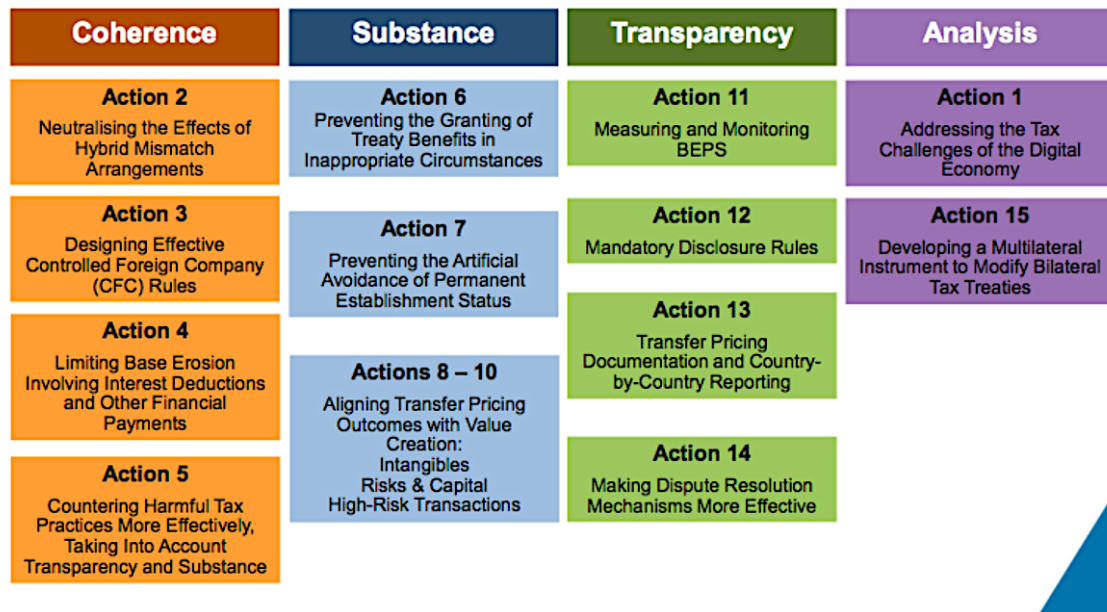 Coherence
Action 2
Neutralising the Effects of
Hybrid Mismatch
Arrangements
Action 3
Designing Effective
Controlled Foreign Company
(CFC) Rules
Action 4
Limiting Base Erosion
Involving Interest Deductions
and Other Financial
Payments
Action 5
Countering Harmful Tax
Practices More Effectively,
Taking Into Account
Transparency and Substance
Substance
Action 6
Preventing the Granting of
Treaty Benefits in
Inappropriate Circumstances
Action 7
Preventing the Artificial
Avoidance of Permanent
Establishment Status
Actions 8 – 10
Aligning Transfer Pricing
Outcomes with Value
Creation:
Intangibles
Risks & Capital
High-Risk Transactions
Transparency
Action 11
Measuring and Monitoring
BEPS
Action 12
Mandatory Disclosure Rules
Action 13
Transfer Pricing
Documentation and Country-
by-Country Reporting
Action 14
Making Dispute Resolution
Mechanisms More Effective
Analysis
Action 1
Addressing the Tax
Challenges of the Digital
Economy
Action 15
Developing a Multilateral
Instrument to Modify Bilateral
Tax Treaties